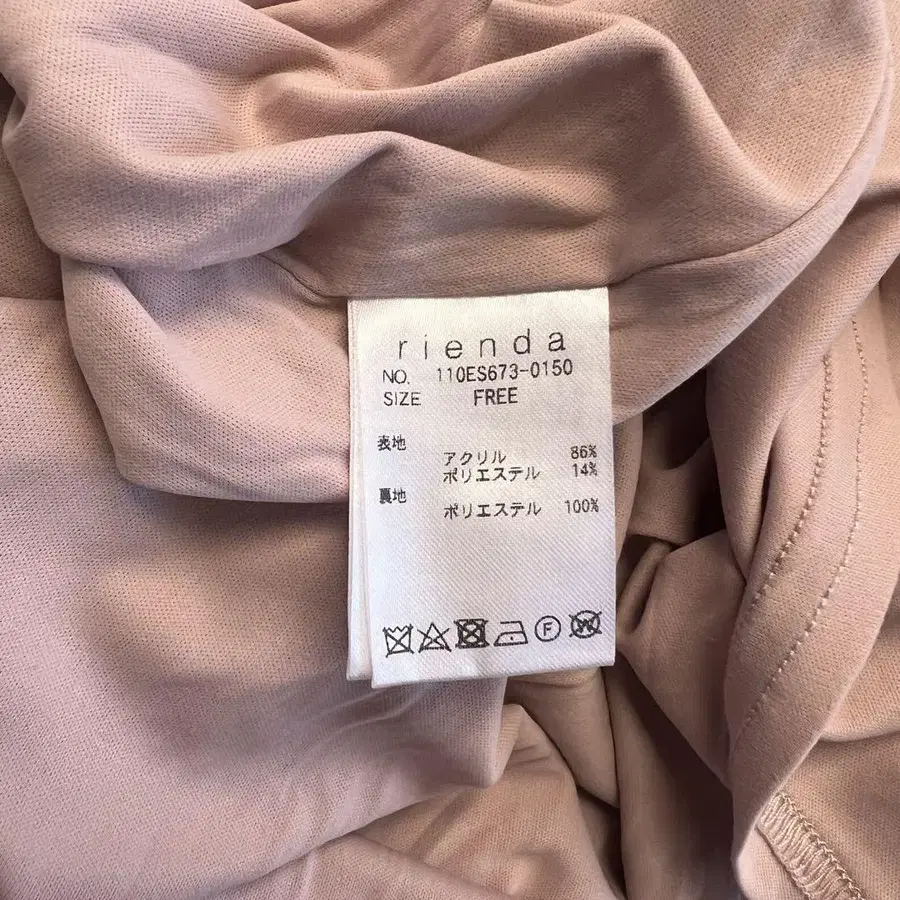 rienda
NO. 110ES673-0150
SIZE FREE
表地
アクリル 86%
ポリエステル 14%
裏地
ポリエステル 100%
F W